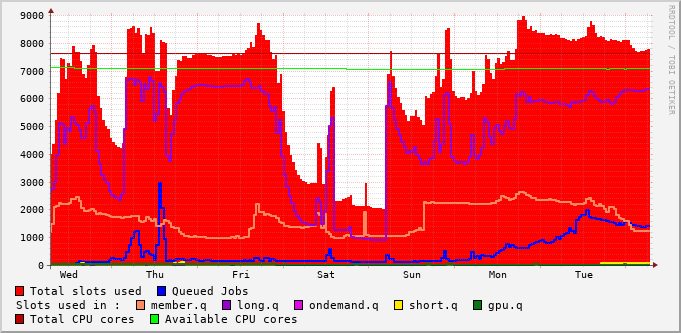 9000
8000
7000
6000
5000
4000
3000
2000
1000
0
Wed Thu Fri Sat Sun Mon Tue
Total slots used Queued Jobs
Slots used in : member.q long.q ondemand.q short.q gpu.q
Total CPU cores Available CPU cores
RRDTOOL / TOBI OETIKER